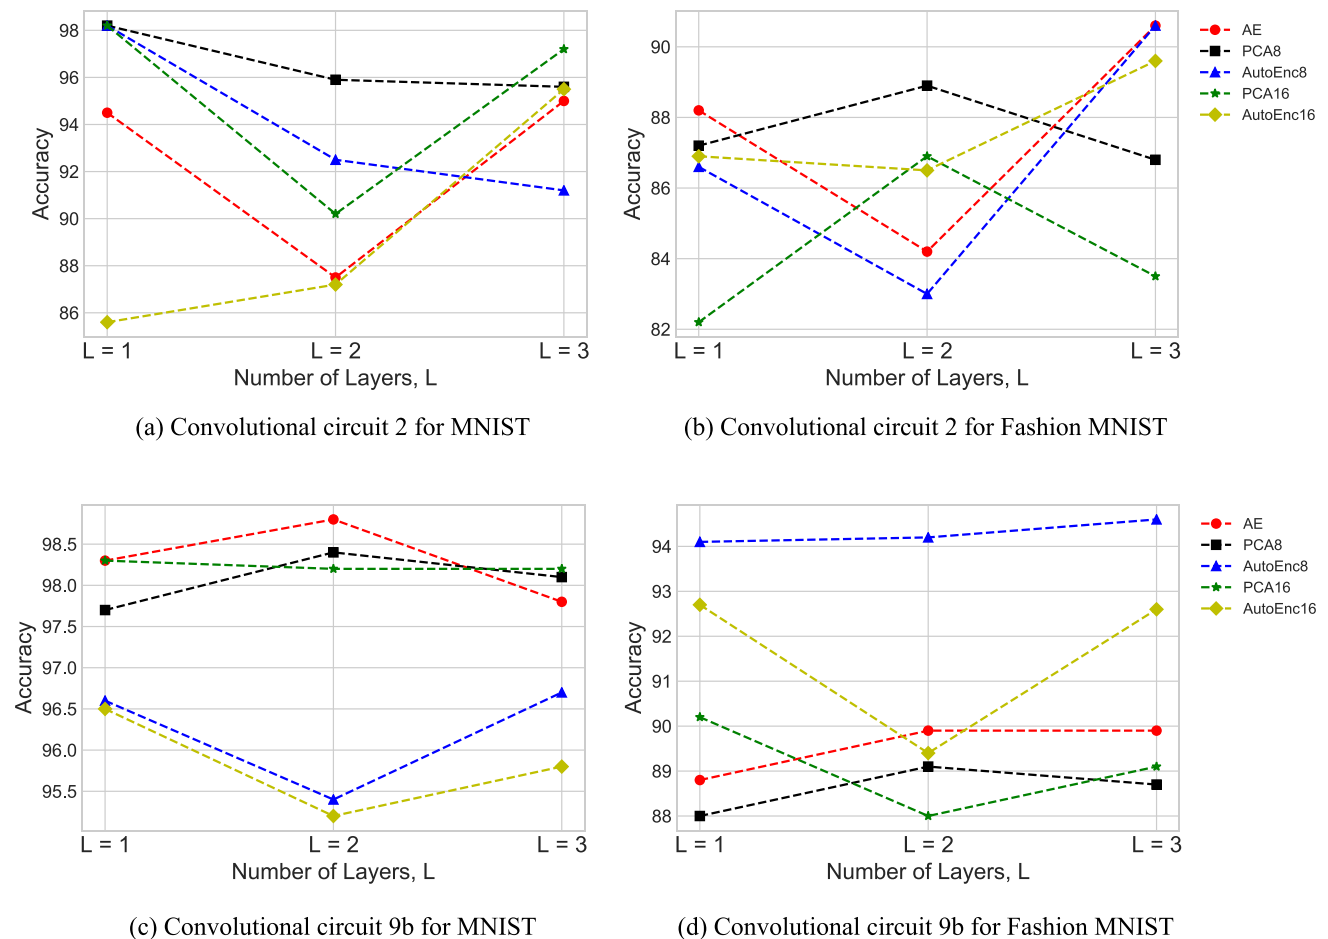 98
96
94
92
90
88
86
Accuracy
L = 1
L = 2
L = 3
Number of Layers, L
(a) Convolutional circuit 2 for MNIST
90
88
86
84
82
Accuracy
L = 1
L = 2
L = 3
Number of Layers, L
(b) Convolutional circuit 2 for Fashion MNIST
AE
PCA8
AutoEnc8
PCA16
AutoEnc16
98.5
98.0
97.5
97.0
96.5
96.0
95.5
Accuracy
L = 1
L = 2
L = 3
Number of Layers, L
(c) Convolutional circuit 9b for MNIST
94
93
92
91
90
89
88
Accuracy
L = 1
L = 2
L = 3
Number of Layers, L
(d) Convolutional circuit 9b for Fashion MNIST
AE
PCA8
AutoEnc8
PCA16
AutoEnc16